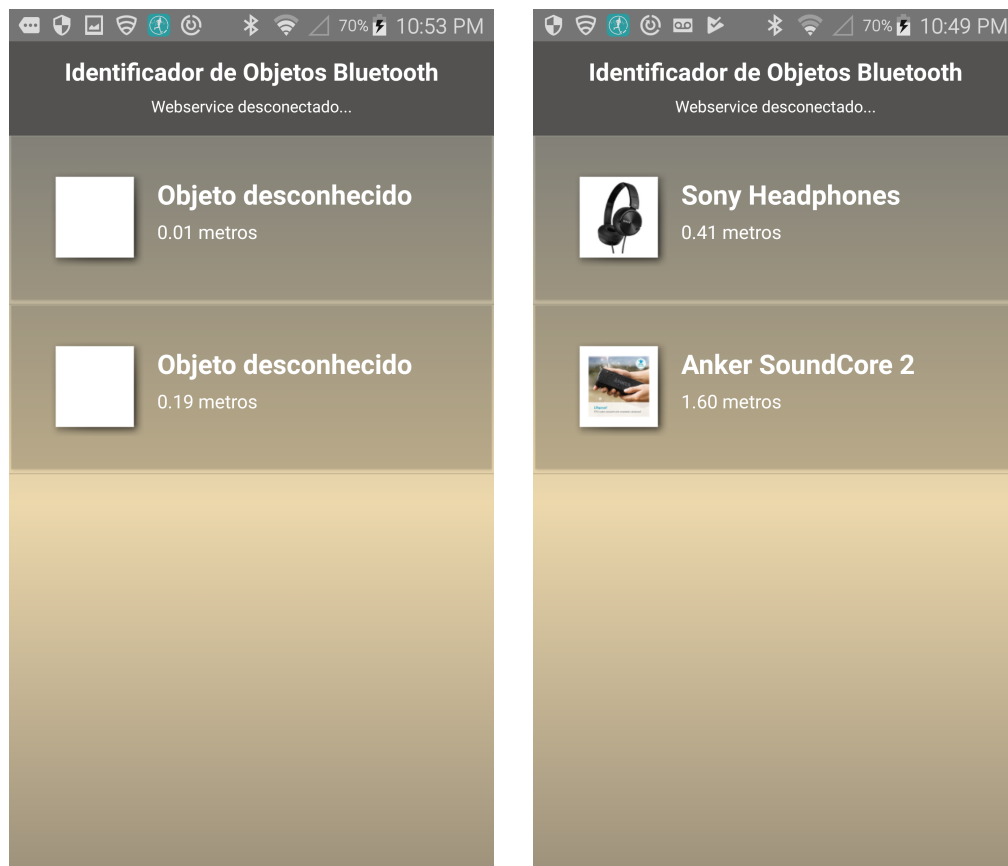 70% 10:53 PM
Identificador de Objetos Bluetooth
Webservice desconectado...
Objeto desconhecido
0.01 metros
Objeto desconhecido
0.19 metros
70% 10:49 PM
Identificador de Objetos Bluetooth
Webservice desconectado...
Sony Headphones
0.41 metros
Anker SoundCore 2
1.60 metros